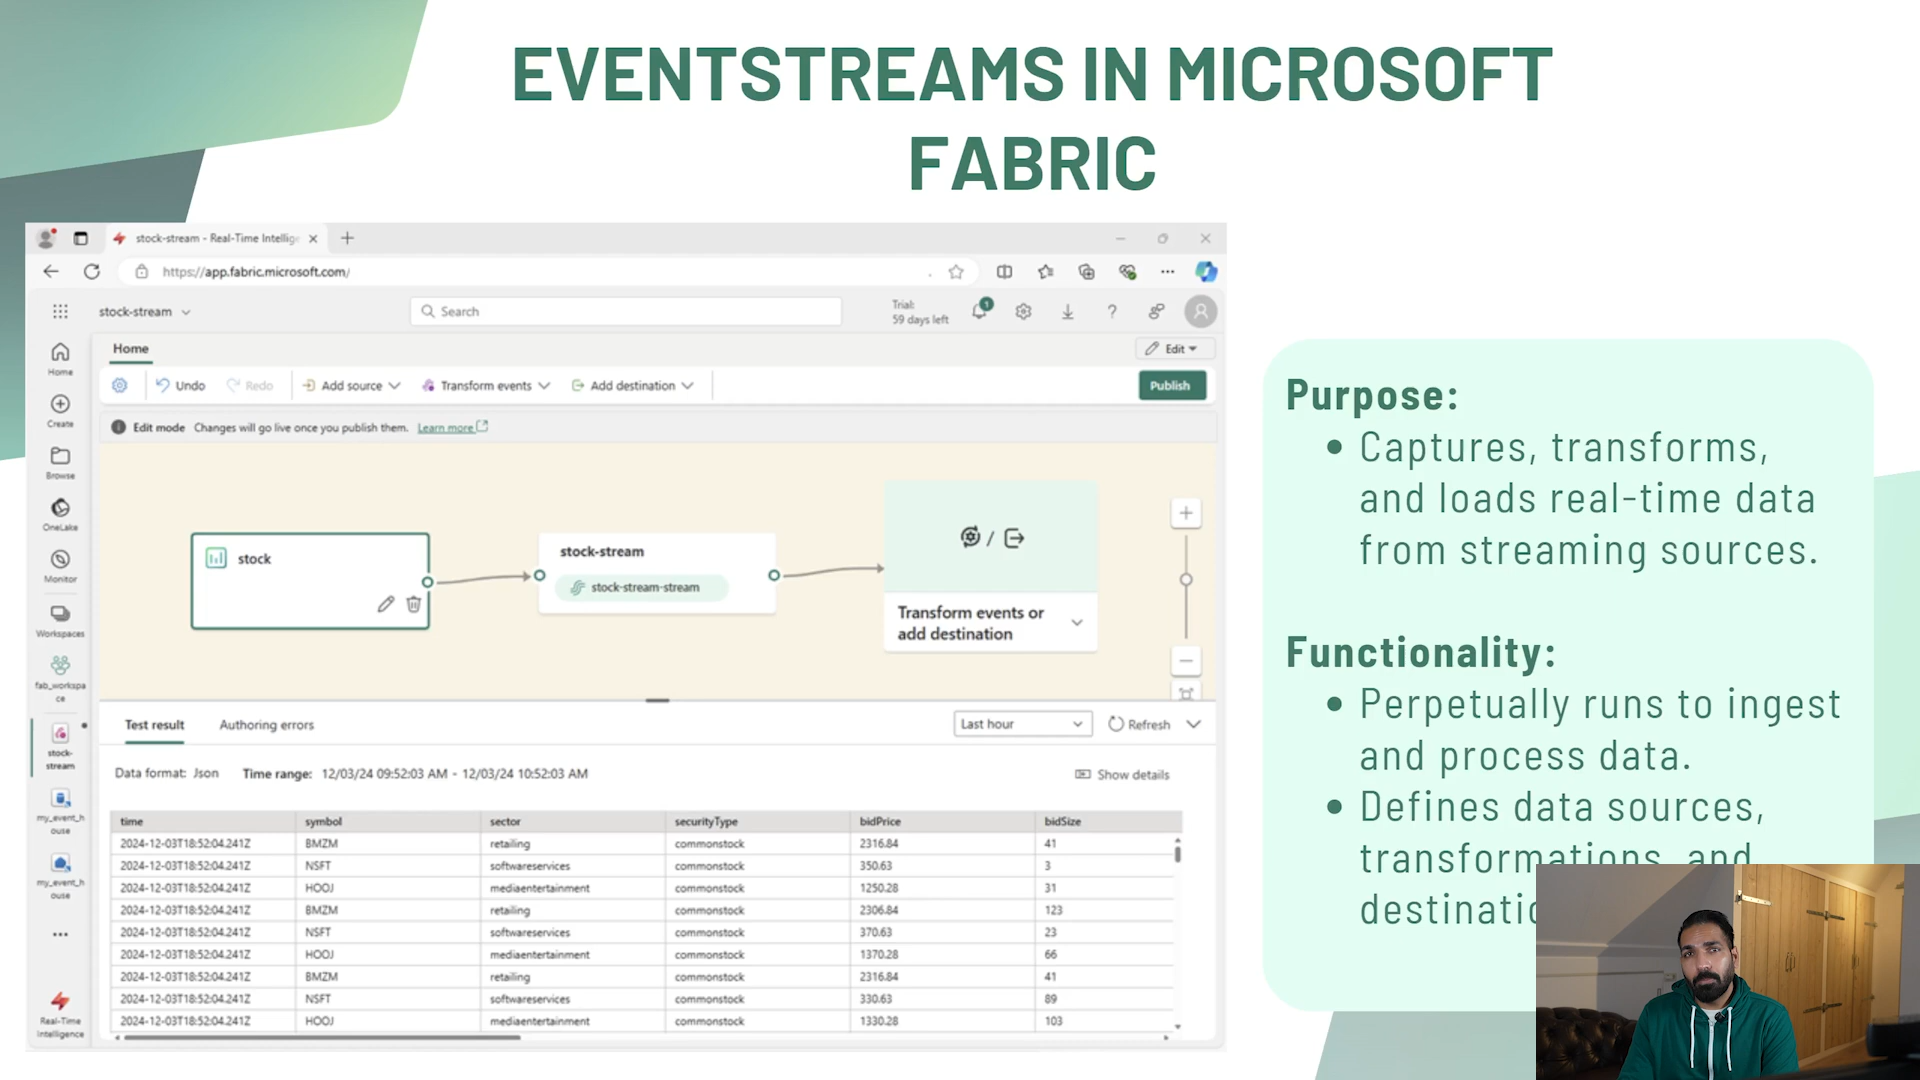 EVENTSTREAMS IN MICROSOFT
FABRIC
stock-stream - Real-Time Intellig
https://app.fabric.microsoft.com/
stock-stream
Search
Trial:
59 days left
1
Home
Edit
Undo
Redo
Add source
Transform events
Add destination
Publish
Edit mode Changes will go live once you publish them. Learn more
Home
Create
Browse
OneLake
Monitor
Workspaces
fab_workspa
ce
stock-
stream
my_event_h
ouse
my_event_h
ouse
Real-Time
Intelligence
stock
stock-stream
stock-stream-stream
Transform events or
add destination
Test result
Authoring errors
Last hour
Refresh
Data format: Json Time range: 12/03/24 09:52:03 AM - 12/03/24 10:52:03 AM
Show details
time symbol sector securityType bidPrice bidSize
2024-12-03T18:52:04.241Z BMZM retailing commonstock 2316.84 41
2024-12-03T18:52:04.241Z NSFT softwareservices commonstock 350.63 3
2024-12-03T18:52:04.241Z HOOJ mediaentertainment commonstock 1250.28 31
2024-12-03T18:52:04.241Z BMZM retailing commonstock 2306.84 123
2024-12-03T18:52:04.241Z NSFT softwareservices commonstock 370.63 23
2024-12-03T18:52:04.241Z HOOJ mediaentertainment commonstock 1370.28 66
2024-12-03T18:52:04.241Z BMZM retailing commonstock 2316.84 41
2024-12-03T18:52:04.241Z NSFT softwareservices commonstock 330.63 89
2024-12-03T18:52:04.241Z HOOJ mediaentertainment commonstock 1330.28 103
Purpose:
Captures, transforms,
and loads real-time data
from streaming sources.
Functionality:
Perpetually runs to ingest
and process data.
Defines data sources,
transformations, and